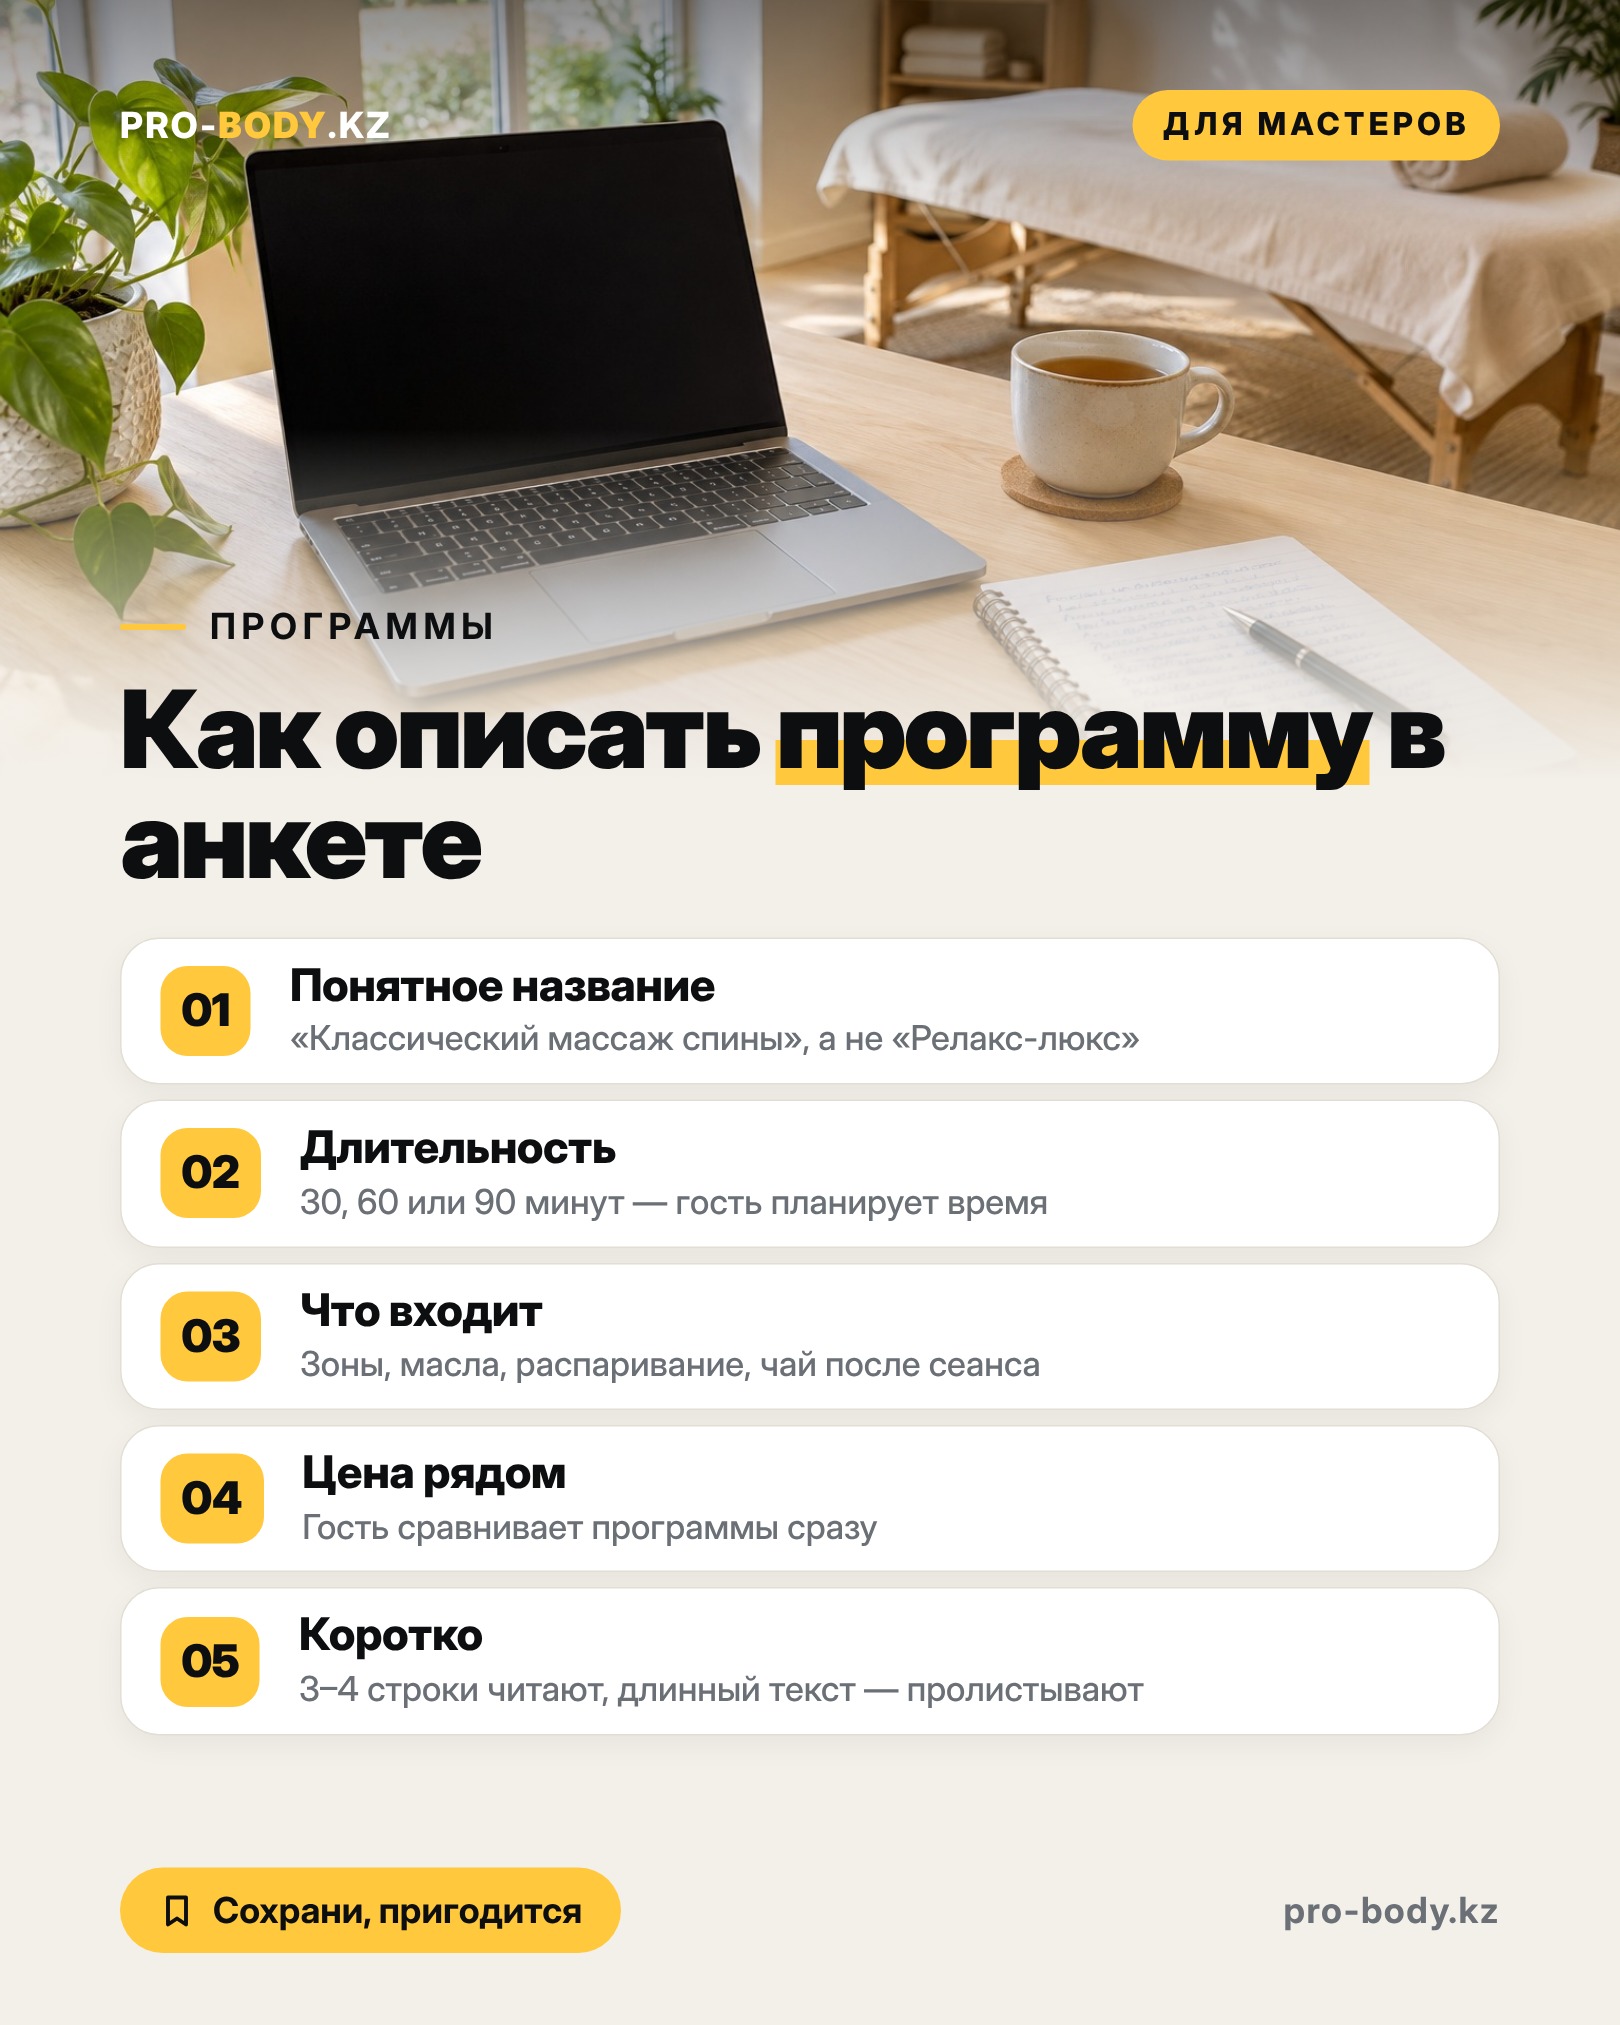 PRO-BODY.KZ
ДЛЯ МАСТЕРОВ
ПРОГРАММЫ
Как описать программу в
анкете
01
Понятное название
«Классический массаж спины», а не «Релакс-люкс»
02
Длительность
30, 60 или 90 минут — гость планирует время
03
Что входит
Зоны, масла, распаривание, чай после сеанса
04
Цена рядом
Гость сравнивает программы сразу
05
Коротко
3–4 строки читают, длинный текст — пролистывают
Сохрани, пригодится
pro-body.kz